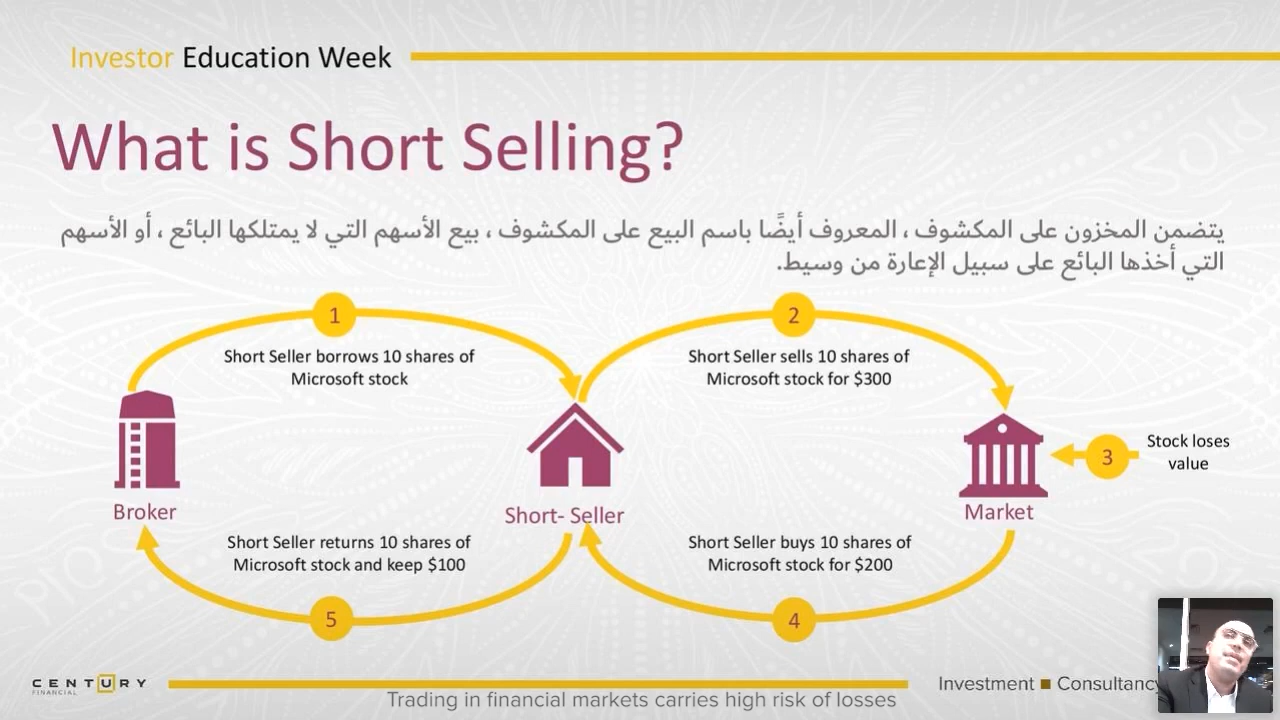 Investor Education Week
What is Short Selling?
يتضمن المخزون على المكشوف ، المعروف أيضًا باسم البيع على المكشوف ، بيع الأسهم التي لا يمتلكها البائع ، أو الأسهم
التي أخذها البائع على سبيل الإعارة من وسيط.
1
Short Seller borrows 10 shares of
Microsoft stock
2
Short Seller sells 10 shares of
Microsoft stock for $300
3
Stock loses
value
Broker
Short- Seller
Market
Short Seller returns 10 shares of
Microsoft stock and keep $100
5
Short Seller buys 10 shares of
Microsoft stock for $200
4
CENTURY
FINANCIAL
Trading in financial markets carries high risk of losses
Investment ■ Consultancy